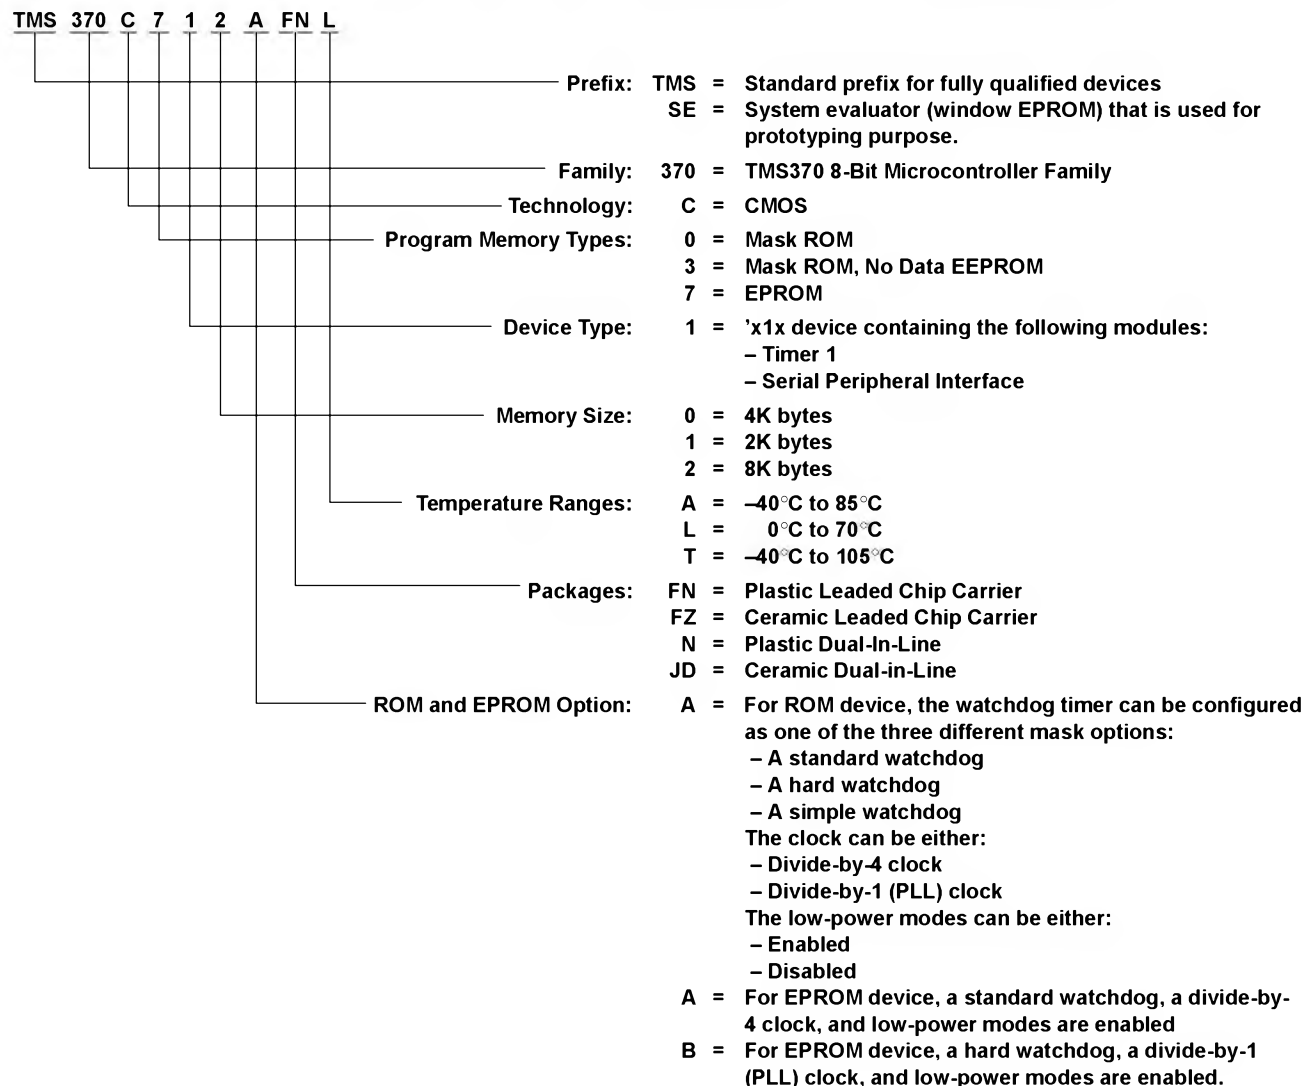 TMS 370 C 7 1 2 A FN L
Prefix: TMS = Standard prefix for fully qualified devices
SE = System evaluator (window EPROM) that is used for
prototyping purpose.
Family: 370 = TMS370 8-Bit Microcontroller Family
Technology: C = CMOS
Program Memory Types: 0 = Mask ROM
3 = Mask ROM, No Data EEPROM
7 = EPROM
Device Type: 1 = ’x1x device containing the following modules:
– Timer 1
– Serial Peripheral Interface
Memory Size: 0 = 4K bytes
1 = 2K bytes
2 = 8K bytes
Temperature Ranges: A = –40°C to 85°C
L = 0°C to 70°C
T = –40°C to 105°C
Packages: FN = Plastic Leaded Chip Carrier
FZ = Ceramic Leaded Chip Carrier
N = Plastic Dual-In-Line
JD = Ceramic Dual-in-Line
ROM and EPROM Option: A = For ROM device, the watchdog timer can be configured
as one of the three different mask options:
– A standard watchdog
– A hard watchdog
– A simple watchdog
The clock can be either:
– Divide-by-4 clock
– Divide-by-1 (PLL) clock
The low-power modes can be either:
– Enabled
– Disabled
A = For EPROM device, a standard watchdog, a divide-by-
4 clock, and low-power modes are enabled
B = For EPROM device, a hard watchdog, a divide-by-1
(PLL) clock, and low-power modes are enabled.